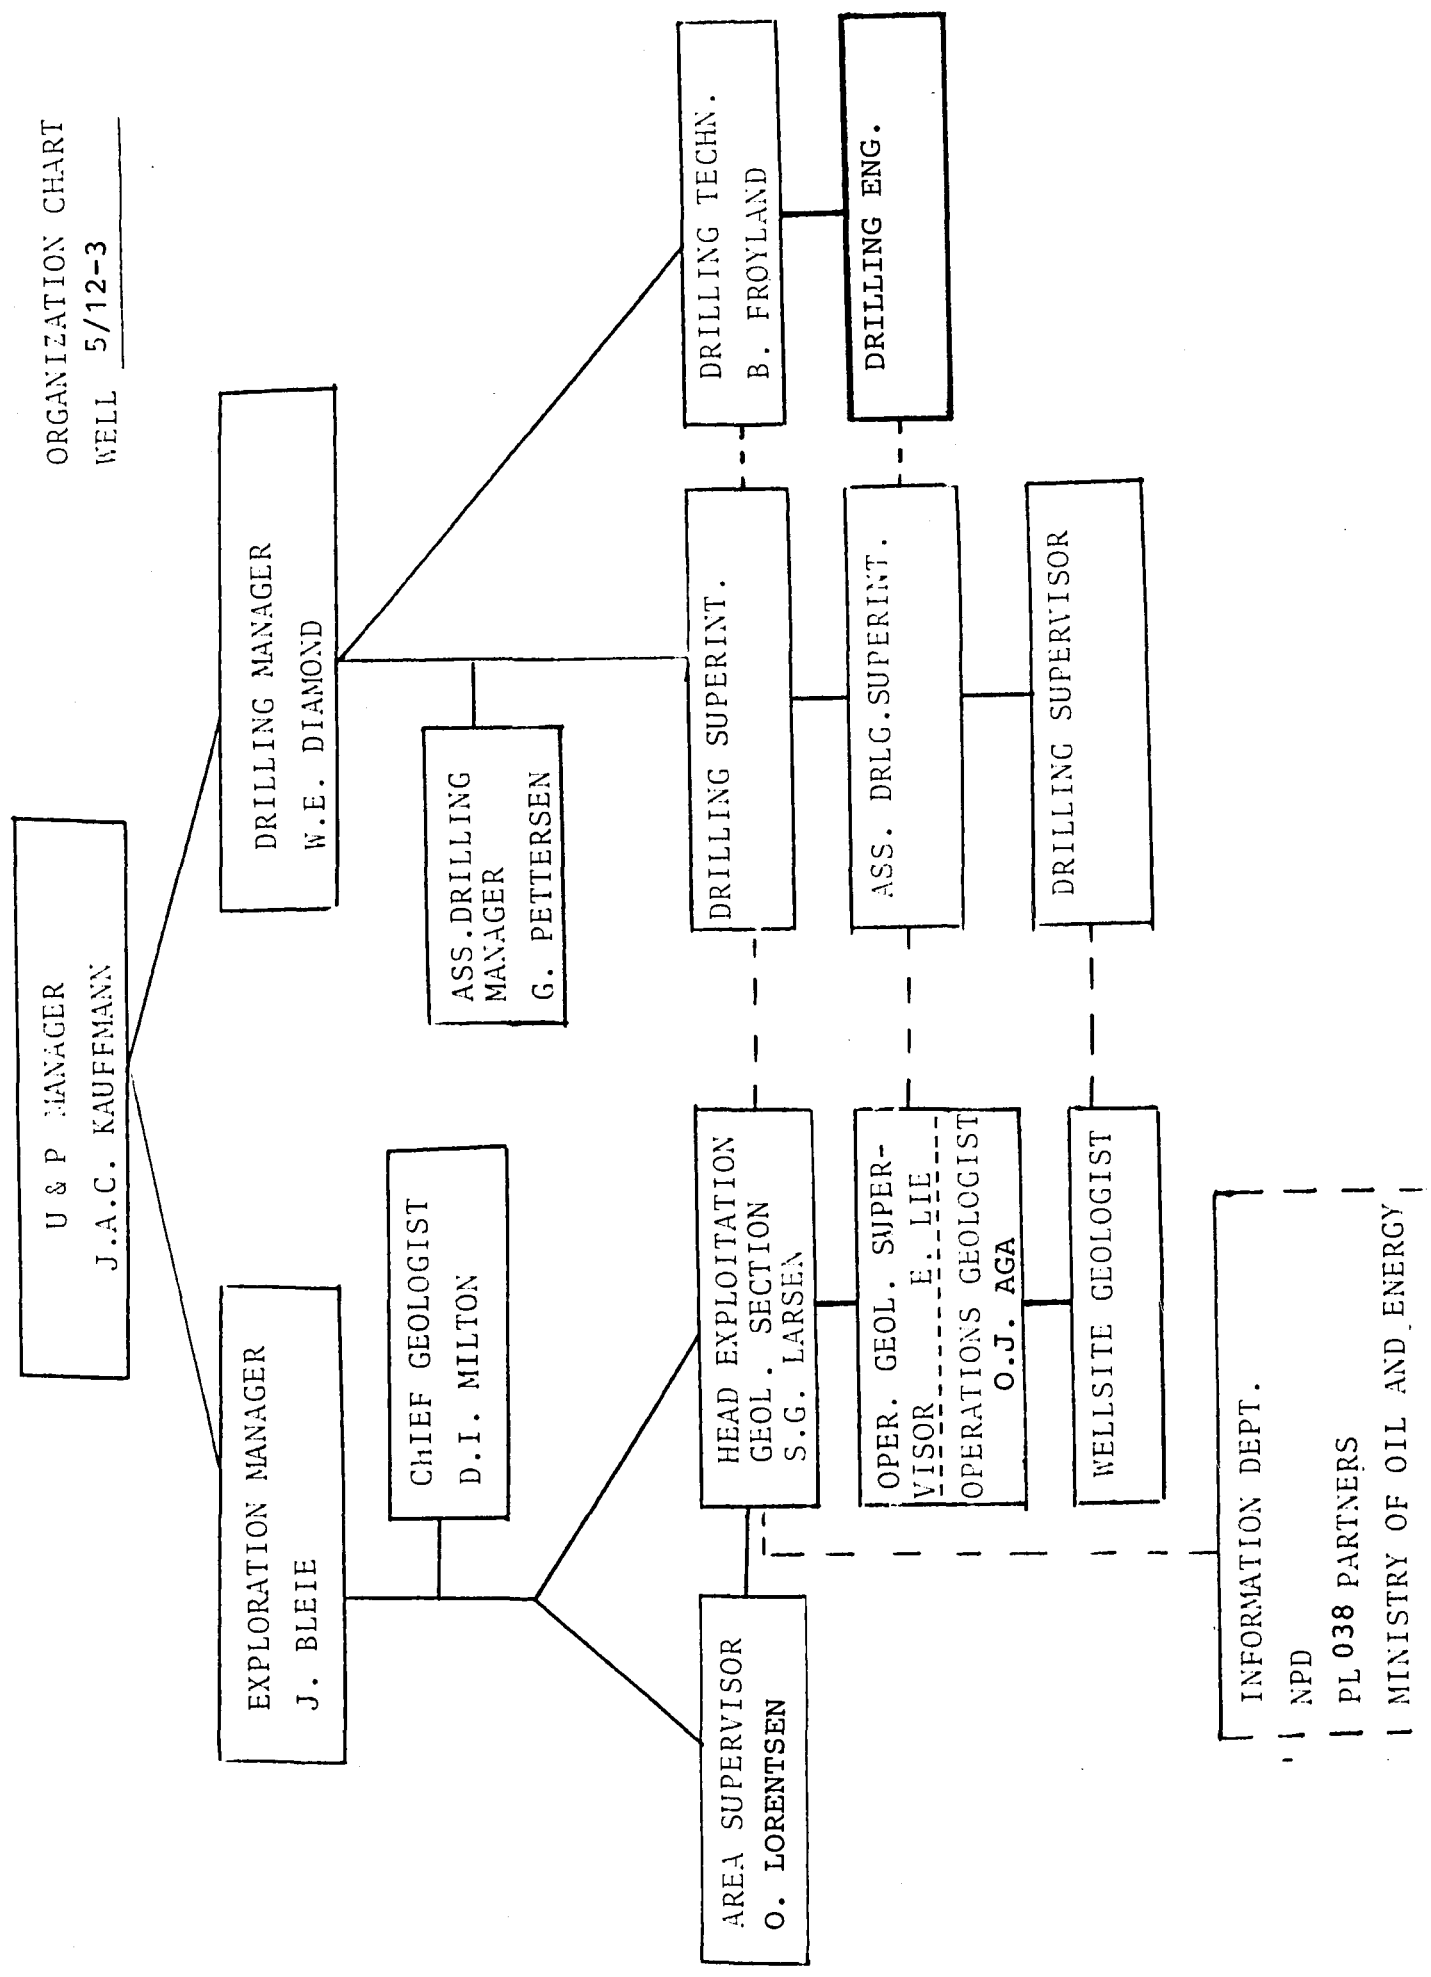 ORGANIZATION CHART
WELL 5/12-3
U & P MANAGER
J.A.C. KAUFFMANN
EXPLORATION MANAGER
J. BLEIE
DRILLING MANAGER
W.E. DIAMOND
CHIEF GEOLOGIST
D.I. MILTON
ASS.DRILLING
MANAGER
G. PETTERSEN
AREA SUPERVISOR
O. LORENTSEN
HEAD EXPLOITATION
GEOL. SECTION
S.G. LARSEN
DRILLING SUPERINT.
DRILLING TECHN.
B. FROYLAND
OPER. GEOL. SUPER-
VISOR E. LIE
OPERATIONS GEOLOGIST
O.J. AGA
ASS. DRLG.SUPERINT.
DRILLING ENG.
WELLSITE GEOLOGIST
DRILLING SUPERVISOR
INFORMATION DEPT.
NPD
PL 038 PARTNERS
MINISTRY OF OIL AND ENERGY